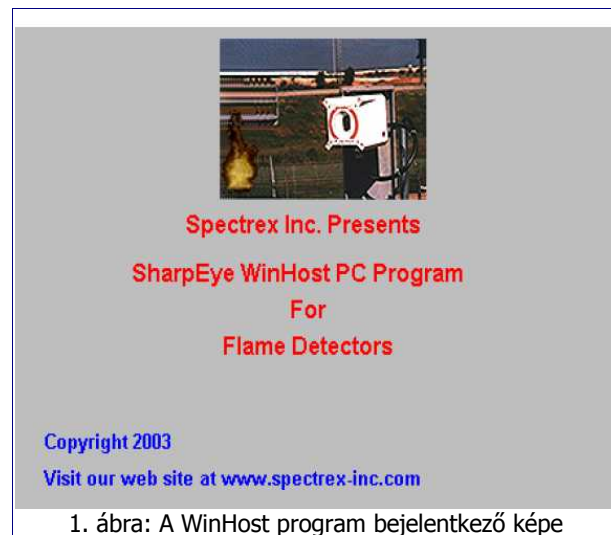 Spectrex Inc. Presents
SharpEye WinHost PC Program
For
Flame Detectors
Copyright 2003
Visit our web site at www.spectrex-inc.com
1. ábra: A WinHost program bejelentkező képe